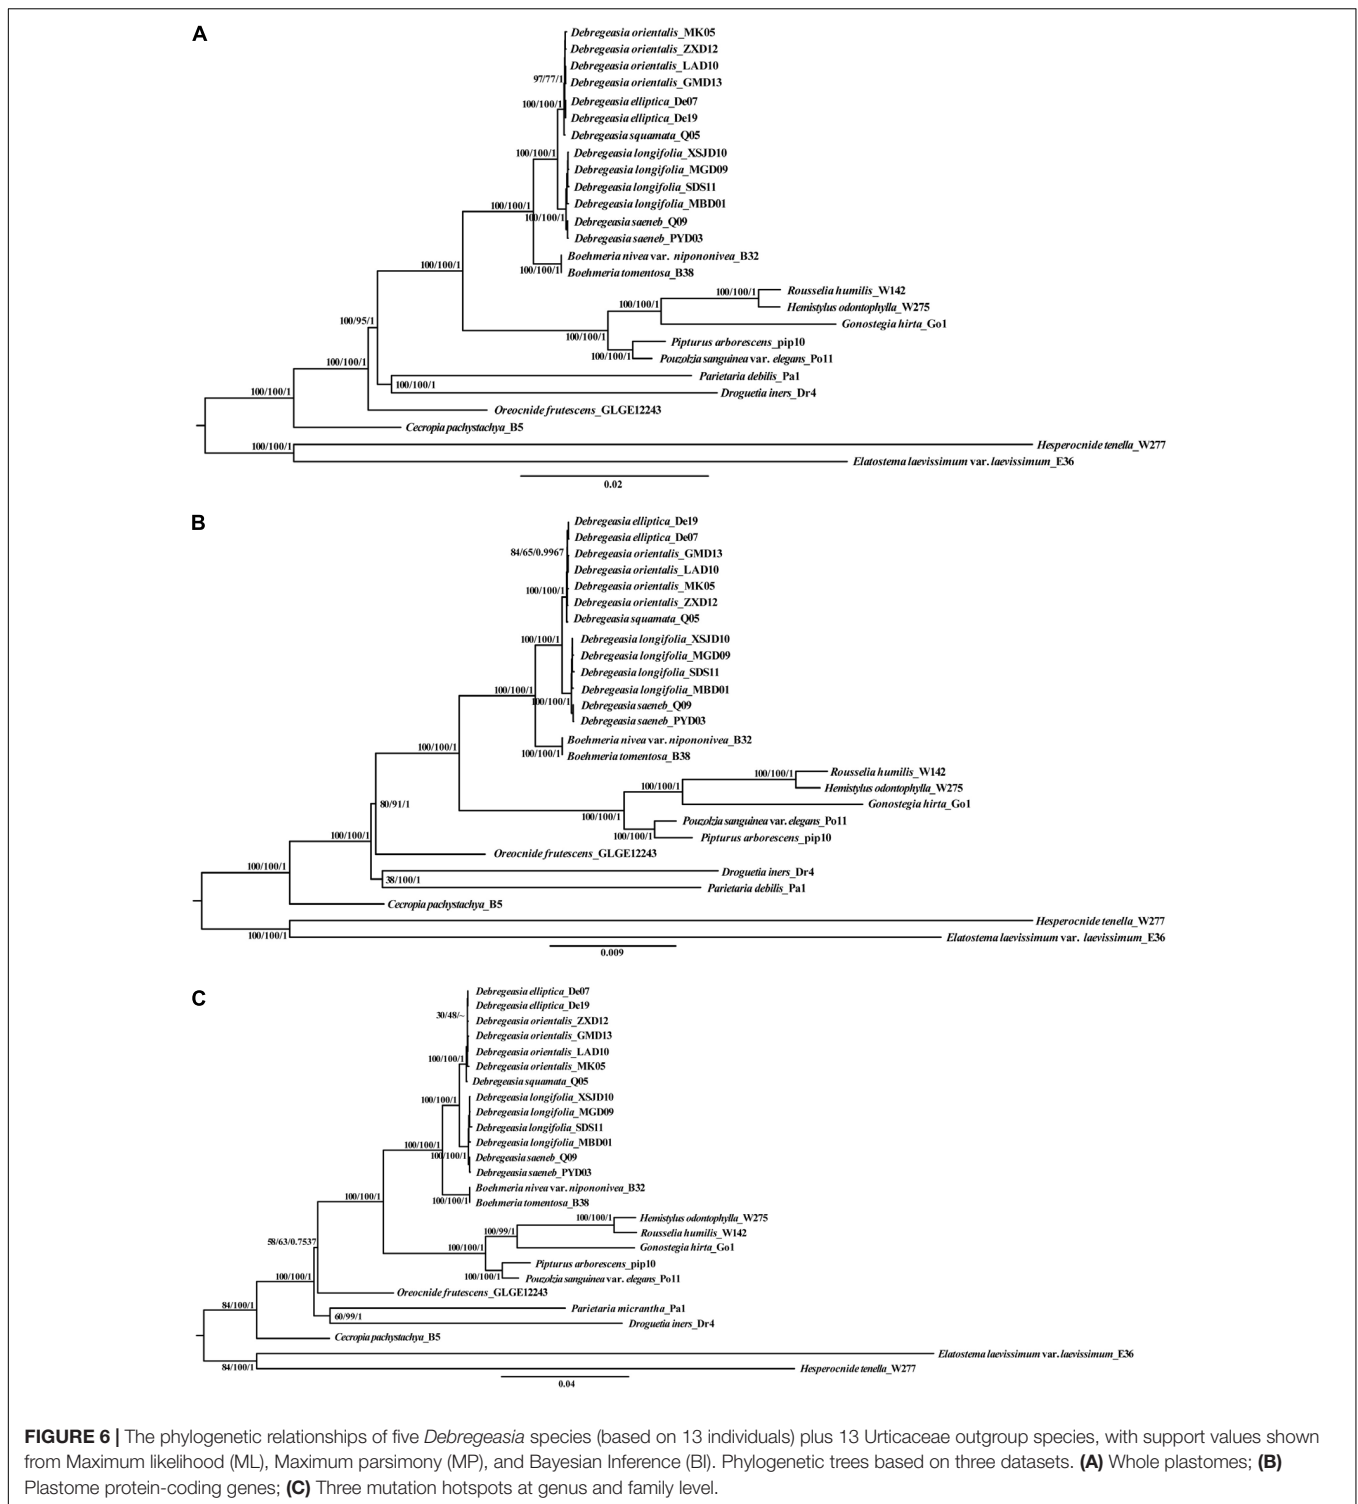 A
Debregeasia orientalis_MK05
Debregeasia orientalis_ZXD12
Debregeasia orientalis_LAD10
97/77/1
Debregeasia orientalis_GMD13
100/100/1
Debregeasia elliptica_De07
Debregeasia elliptica_De19
Debregeasia squamata_Q05
100/100/1
Debregeasia longifolia_XSJD10
Debregeasia longifolia_MGD09
Debregeasia longifolia_SDS11
100/100/1
Debregeasia longifolia_MBD01
100/100/1
Debregeasia saeneb_Q09
Debregeasia saeneb_PYD03
Boehmeria nivea var. nipononivea_B32
100/100/1
100/100/1
Boehmeria tomentosa_B38
100/100/1
Rousselia humilis_W142
100/100/1
Hemistylus odontophylla_W275
100/95/1
Gonostegia hirta_Go1
100/100/1
Pipturus arborescens_pip10
100/100/1
Pouzolzia sanguinea var. elegans_Po11
100/100/1
Parietaria debilis_Pa1
100/100/1
100/100/1
Droguetia iners_Dr4
Oreocnide frutescens_GLGE12243
Cecropia pachystachya_B5
100/100/1
Hesperocnide tenella_W277
Elatostema laevissimum var. laevissimum_E36
0.02
B
Debregeasia elliptica_De19
Debregeasia elliptica_De07
84/65/0.9967
Debregeasia orientalis_GMD13
Debregeasia orientalis_LAD10
100/100/1
Debregeasia orientalis_MK05
Debregeasia orientalis_ZXD12
Debregeasia squamata_Q05
100/100/1
Debregeasia longifolia_XSJD10
Debregeasia longifolia_MGD09
Debregeasia longifolia_SDS11
100/100/1
Debregeasia longifolia_MBD01
100/100/1
Debregeasia saeneb_Q09
Debregeasia saeneb_PYD03
Boehmeria nivea var. nipononivea_B32
100/100/1
100/100/1
Boehmeria tomentosa_B38
100/100/1
Rousselia humilis_W142
100/100/1
Hemistylus odontophylla_W275
80/91/1
Gonostegia hirta_Go1
100/100/1
Pouzolzia sanguinea var. elegans_Po11
100/100/1
100/100/1
Pipturus arborescens_pip10
Oreocnide frutescens_GLGE12243
100/100/1
Droguetia iners_Dr4
38/100/1
Parietaria debilis_Pa1
Cecropia pachystachya_B5
Hesperocnide tenella_W277
100/100/1
Elatostema laevissimum var. laevissimum_E36
0.009
C
Debregeasia elliptica_De07
Debregeasia elliptica_De19
30/48/~
Debregeasia orientalis_ZXD12
Debregeasia orientalis_GMD13
Debregeasia orientalis_LAD10
100/100/1
Debregeasia orientalis_MK05
Debregeasia squamata_Q05
100/100/1
Debregeasia longifolia_XSJD10
Debregeasia longifolia_MGD09
Debregeasia longifolia_SDS11
100/100/1
Debregeasia longifolia_MBD01
100/100/1
Debregeasia saeneb_Q09
Debregeasia saeneb_PYD03
Boehmeria nivea var. nipononivea_B32
100/100/1
100/100/1
Boehmeria tomentosa_B38
100/100/1
Hemistylus odontophylla_W275
100/99/1
Rousselia humilis_W142
58/63/0.7537
100/100/1
Gonostegia hirta_Go1
Pipturus arborescens_pip10
100/100/1
100/100/1
Pouzolzia sanguinea var. elegans_Po11
Oreocnide frutescens_GLGE12243
84/100/1
Parietaria micrantha_Pa1
60/99/1
Droguetia iners_Dr4
Cecropia pachystachya_B5
Elatostema laevissimum var. laevissimum_E36
84/100/1
Hesperocnide tenella_W277
0.04
FIGURE 6 | The phylogenetic relationships of five Debregeasia species (based on 13 individuals) plus 13 Urticaceae outgroup species, with support values shown
from Maximum likelihood (ML), Maximum parsimony (MP), and Bayesian Inference (BI). Phylogenetic trees based on three datasets. (A) Whole plastomes; (B)
Plastome protein-coding genes; (C) Three mutation hotspots at genus and family level.